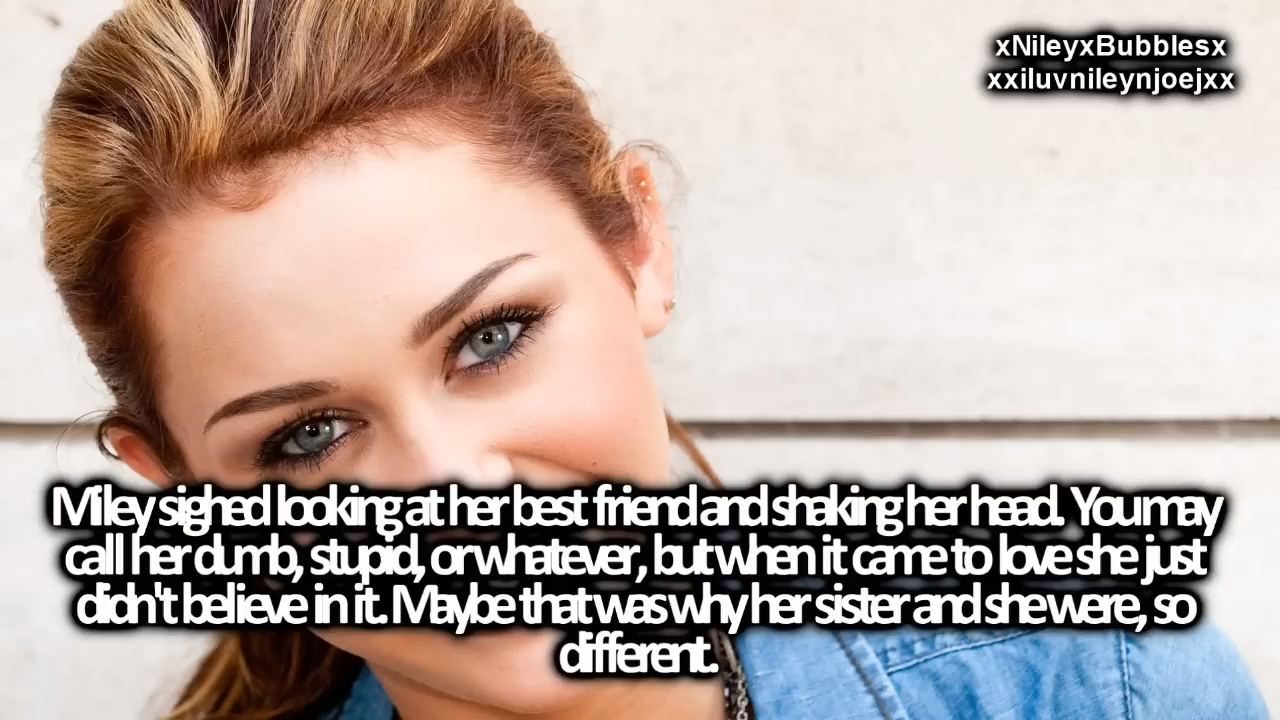 xNileyxBubblesx
xxiluvnileynjoejxx
Miley sighed looking at her best friend and shaking her head. You may
call her dumb, stupid, or whatever, but when it came to love she just
didn't believe in it. Maybe that was why her sister and she were, so
different.